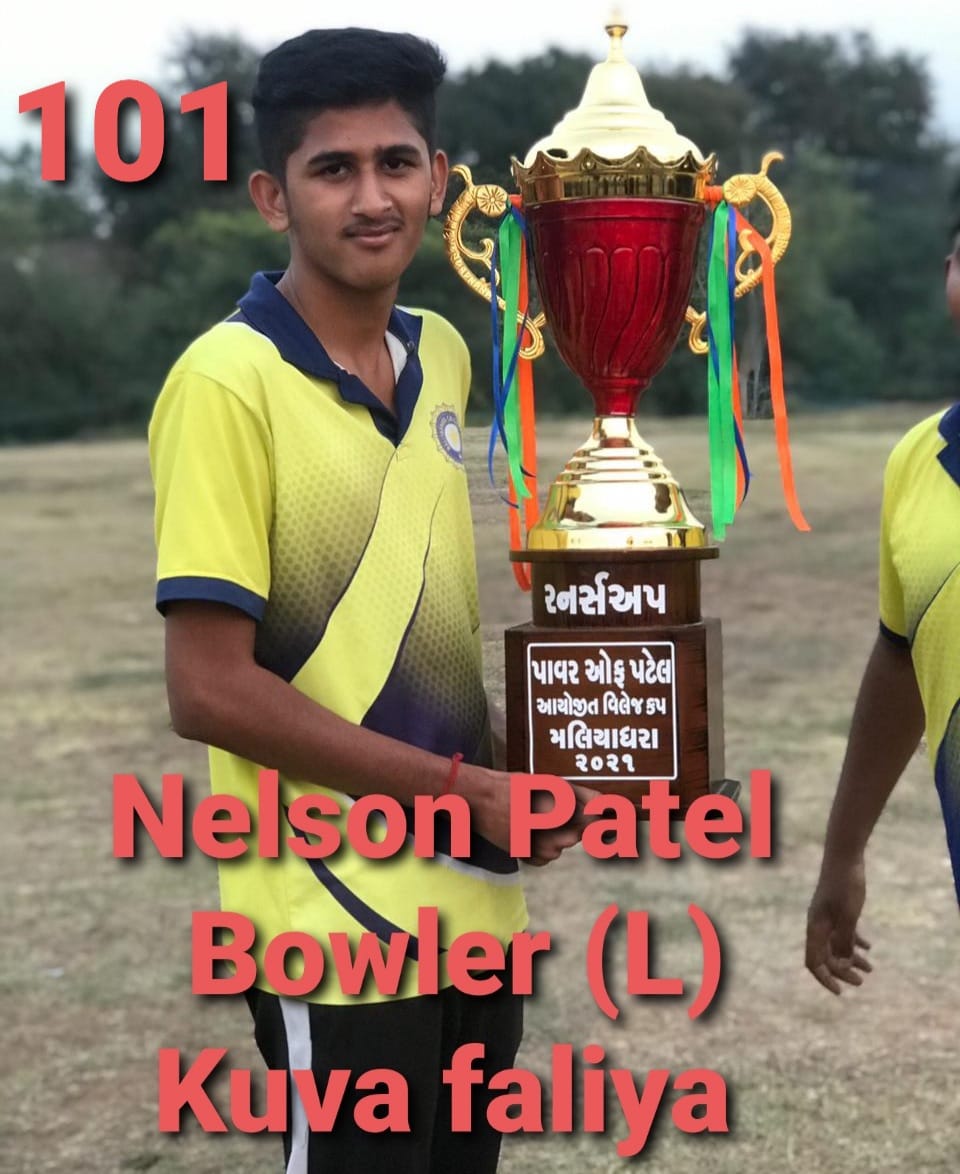 101
રનર્સઅપ
પાવર ઓફ પટેલ
આયોજીત વિલેજ કપ
મલિયાધરા
૨૦૨૧
Nelson Patel
Bowler (L)
Kuva faliya